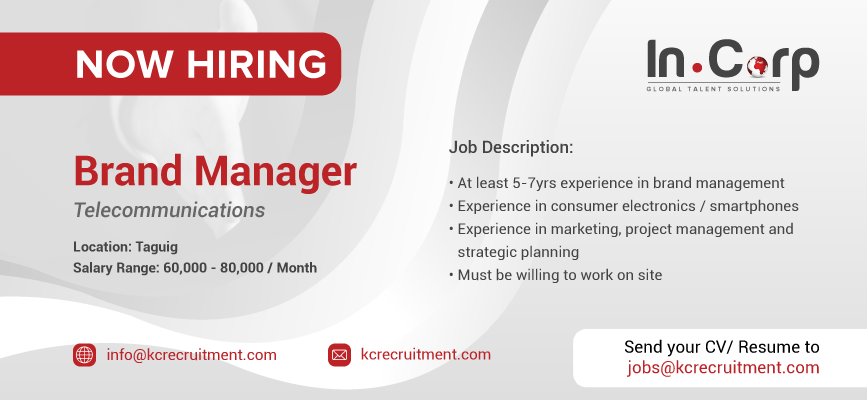 NOW HIRING
In.Corp
GLOBAL TALENT SOLUTIONS
Brand Manager
Telecommunications
Location: Taguig
Salary Range: 60,000 - 80,000 / Month
Job Description:
• At least 5-7yrs experience in brand management
• Experience in consumer electronics / smartphones
• Experience in marketing, project management and
strategic planning
• Must be willing to work on site
info@kcrecruitment.com
kcrecruitment.com
Send your CV/ Resume to
jobs@kcrecruitment.com